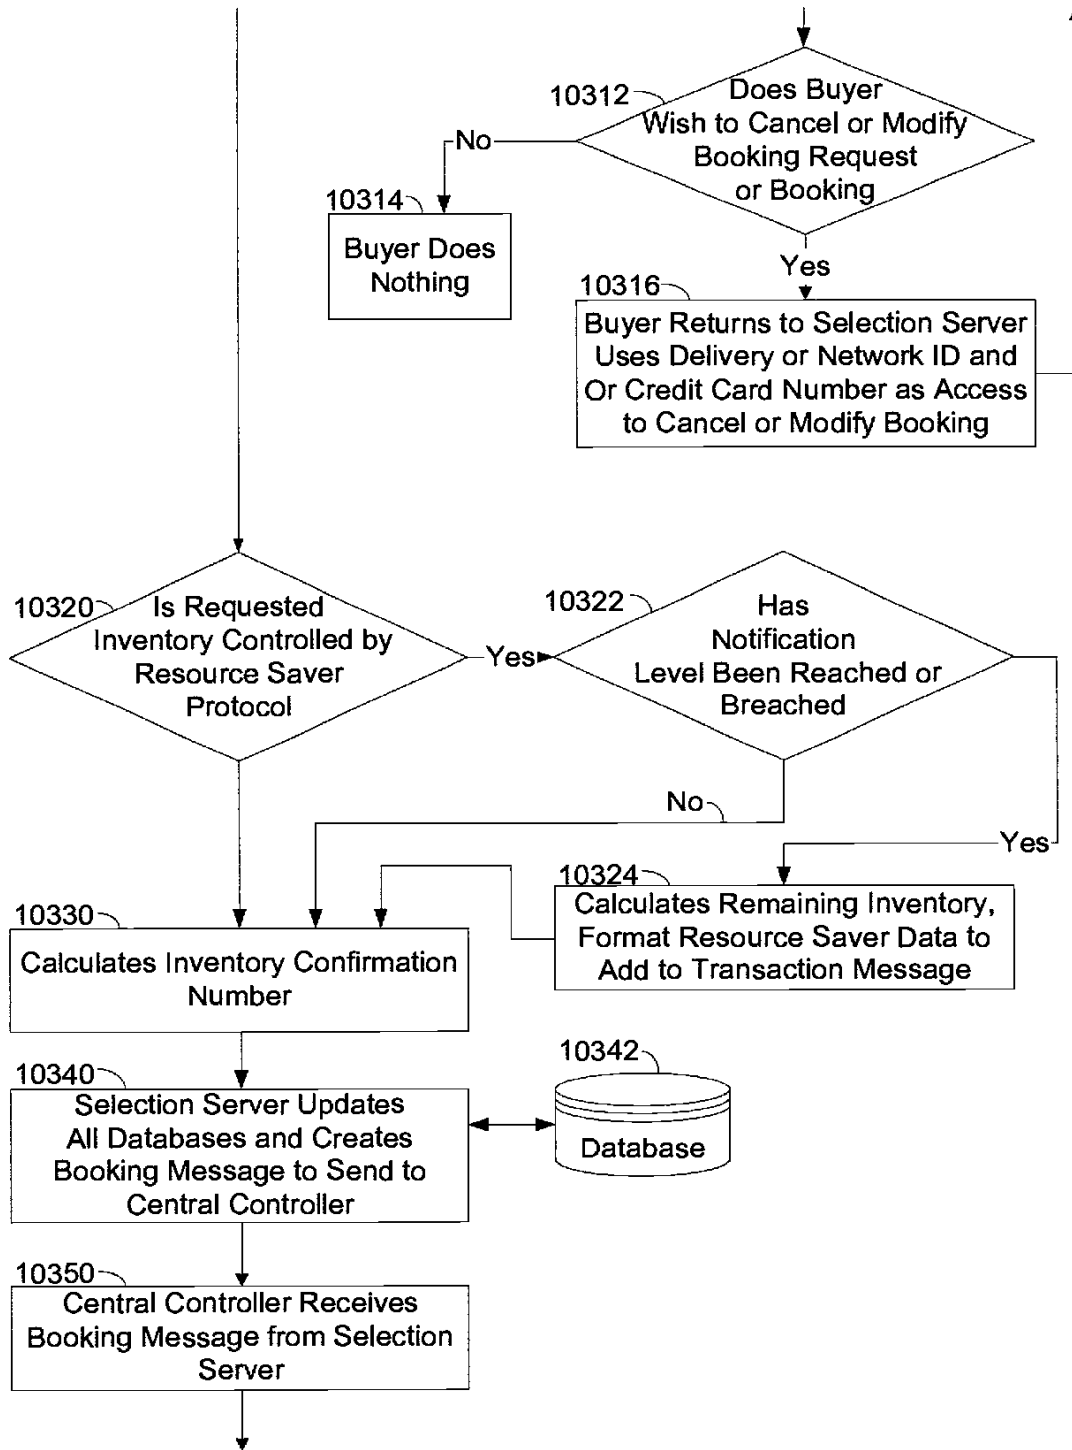 10312
Does Buyer
Wish to Cancel or Modify
Booking Request
or Booking
No
10314
Buyer Does
Nothing
Yes
10316
Buyer Returns to Selection Server
Uses Delivery or Network ID and
Or Credit Card Number as Access
to Cancel or Modify Booking
10320
Is Requested
Inventory Controlled by
Resource Saver
Protocol
Yes
10322
Has
Notification
Level Been Reached or
Breached
No
Yes
10324
Calculates Remaining Inventory,
Format Resource Saver Data to
Add to Transaction Message
10330
Calculates Inventory Confirmation
Number
10340
Selection Server Updates
All Databases and Creates
Booking Message to Send to
Central Controller
10342
Database
10350
Central Controller Receives
Booking Message from Selection
Server